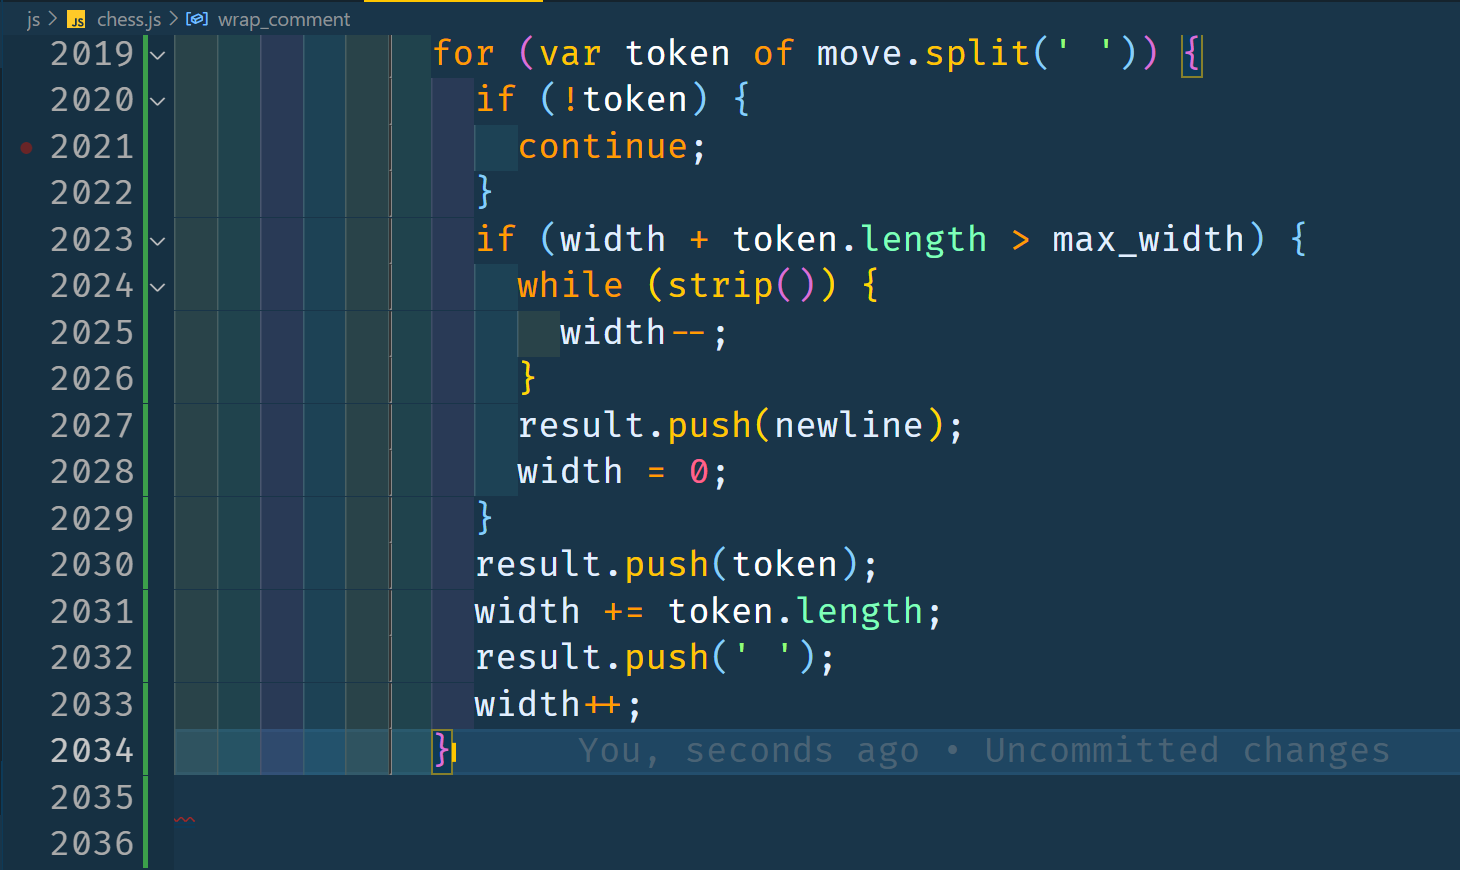 js > JS chess.js > wrap_comment
2019 for (var token of move.split(' ')) {
2020 if (!token) {
2021 continue;
2022 }
2023 if (width + token.length > max_width) {
2024 while (strip()) {
2025 width--;
2026 }
2027 result.push(newline);
2028 width = 0;
2029 }
2030 result.push(token);
2031 width += token.length;
2032 result.push(' ');
2033 width++;
2034 } You, seconds ago • Uncommitted changes
2035
2036